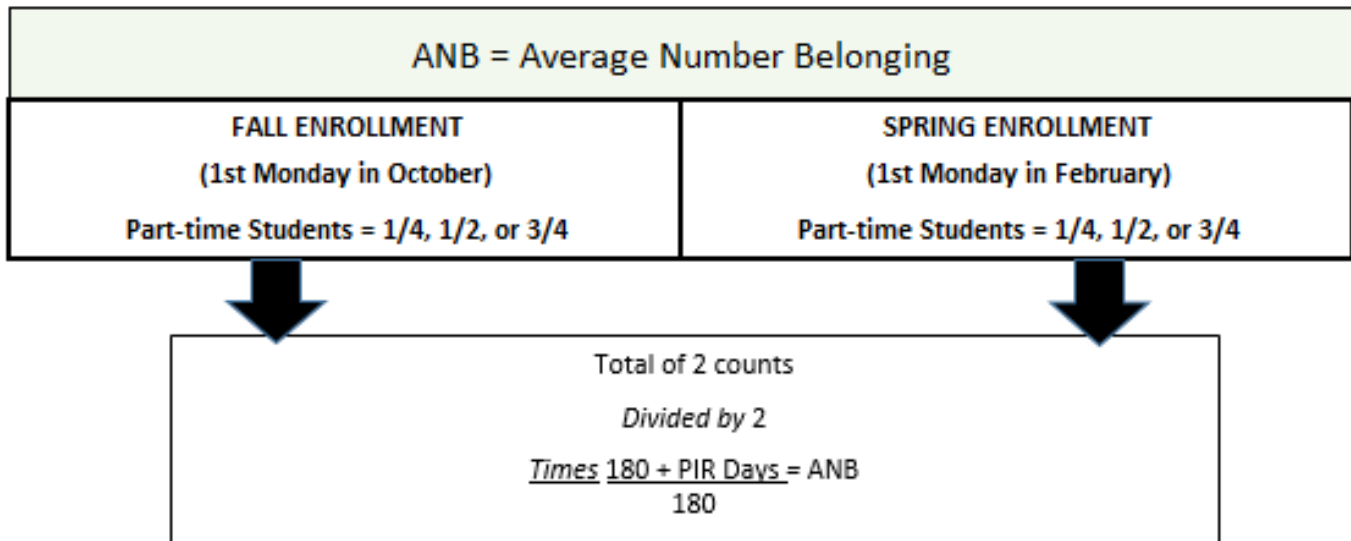 ANB = Average Number Belonging
FALL ENROLLMENT
(1st Monday in October)
Part-time Students = 1/4, 1/2, or 3/4
SPRING ENROLLMENT
(1st Monday in February)
Part-time Students = 1/4, 1/2, or 3/4
Total of 2 counts
Divided by 2
Times 180 + PIR Days = ANB
180